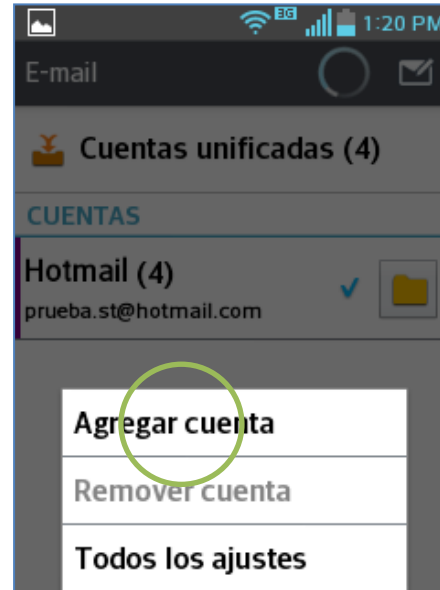 3G 1:20 PM
E-mail
Cuentas unificadas (4)
CUENTAS
Hotmail (4)
prueba.st@hotmail.com
Agregar cuenta
Remover cuenta
Todos los ajustes